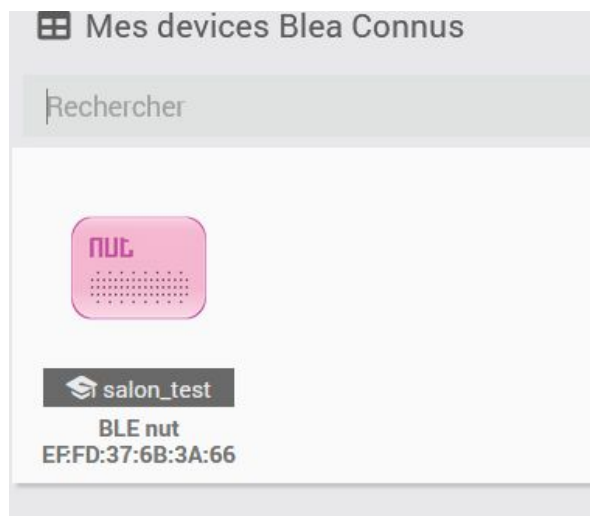 Mes devices Blea Connus
Rechercher
nut
salon_test
BLE nut
EF:FD:37:6B:3A:66